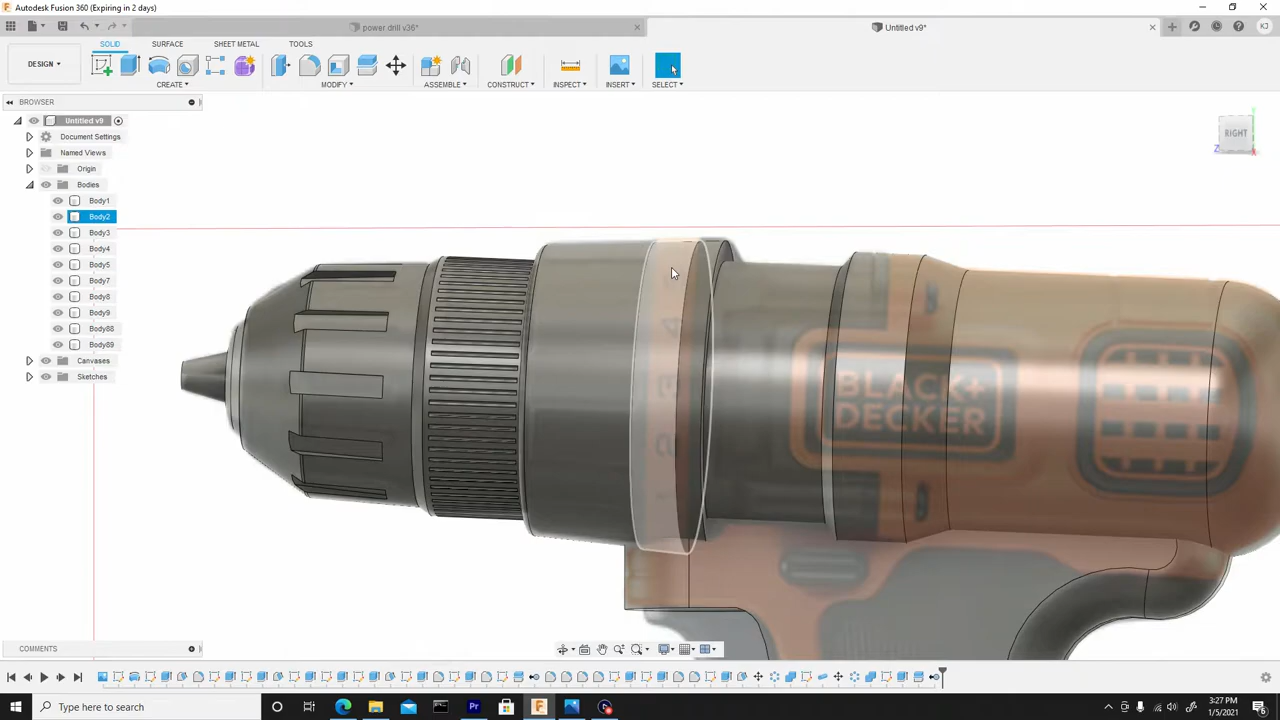 Autodesk Fusion 360 (Expiring in 2 days)
power.drill v36*
Untitled v9*
KJ
SOLID
SURFACE
SHEET METAL
TOOLS
DESIGN
CREATE
MODIFY
ASSEMBLE
CONSTRUCT
INSPECT
INSERT
SELECT
BROWSER
Untitled v9
Document Settings
Named Views
Origin
Bodies
Body1
Body2
Body3
Body4
Body5
Body7
Body8
Body9
Body88
Body89
Canvases
Sketches
RIGHT
Z
X
BLACK+
DECKER
COMMENTS
Type here to search
Pr
3:27 PM
1/5/2021